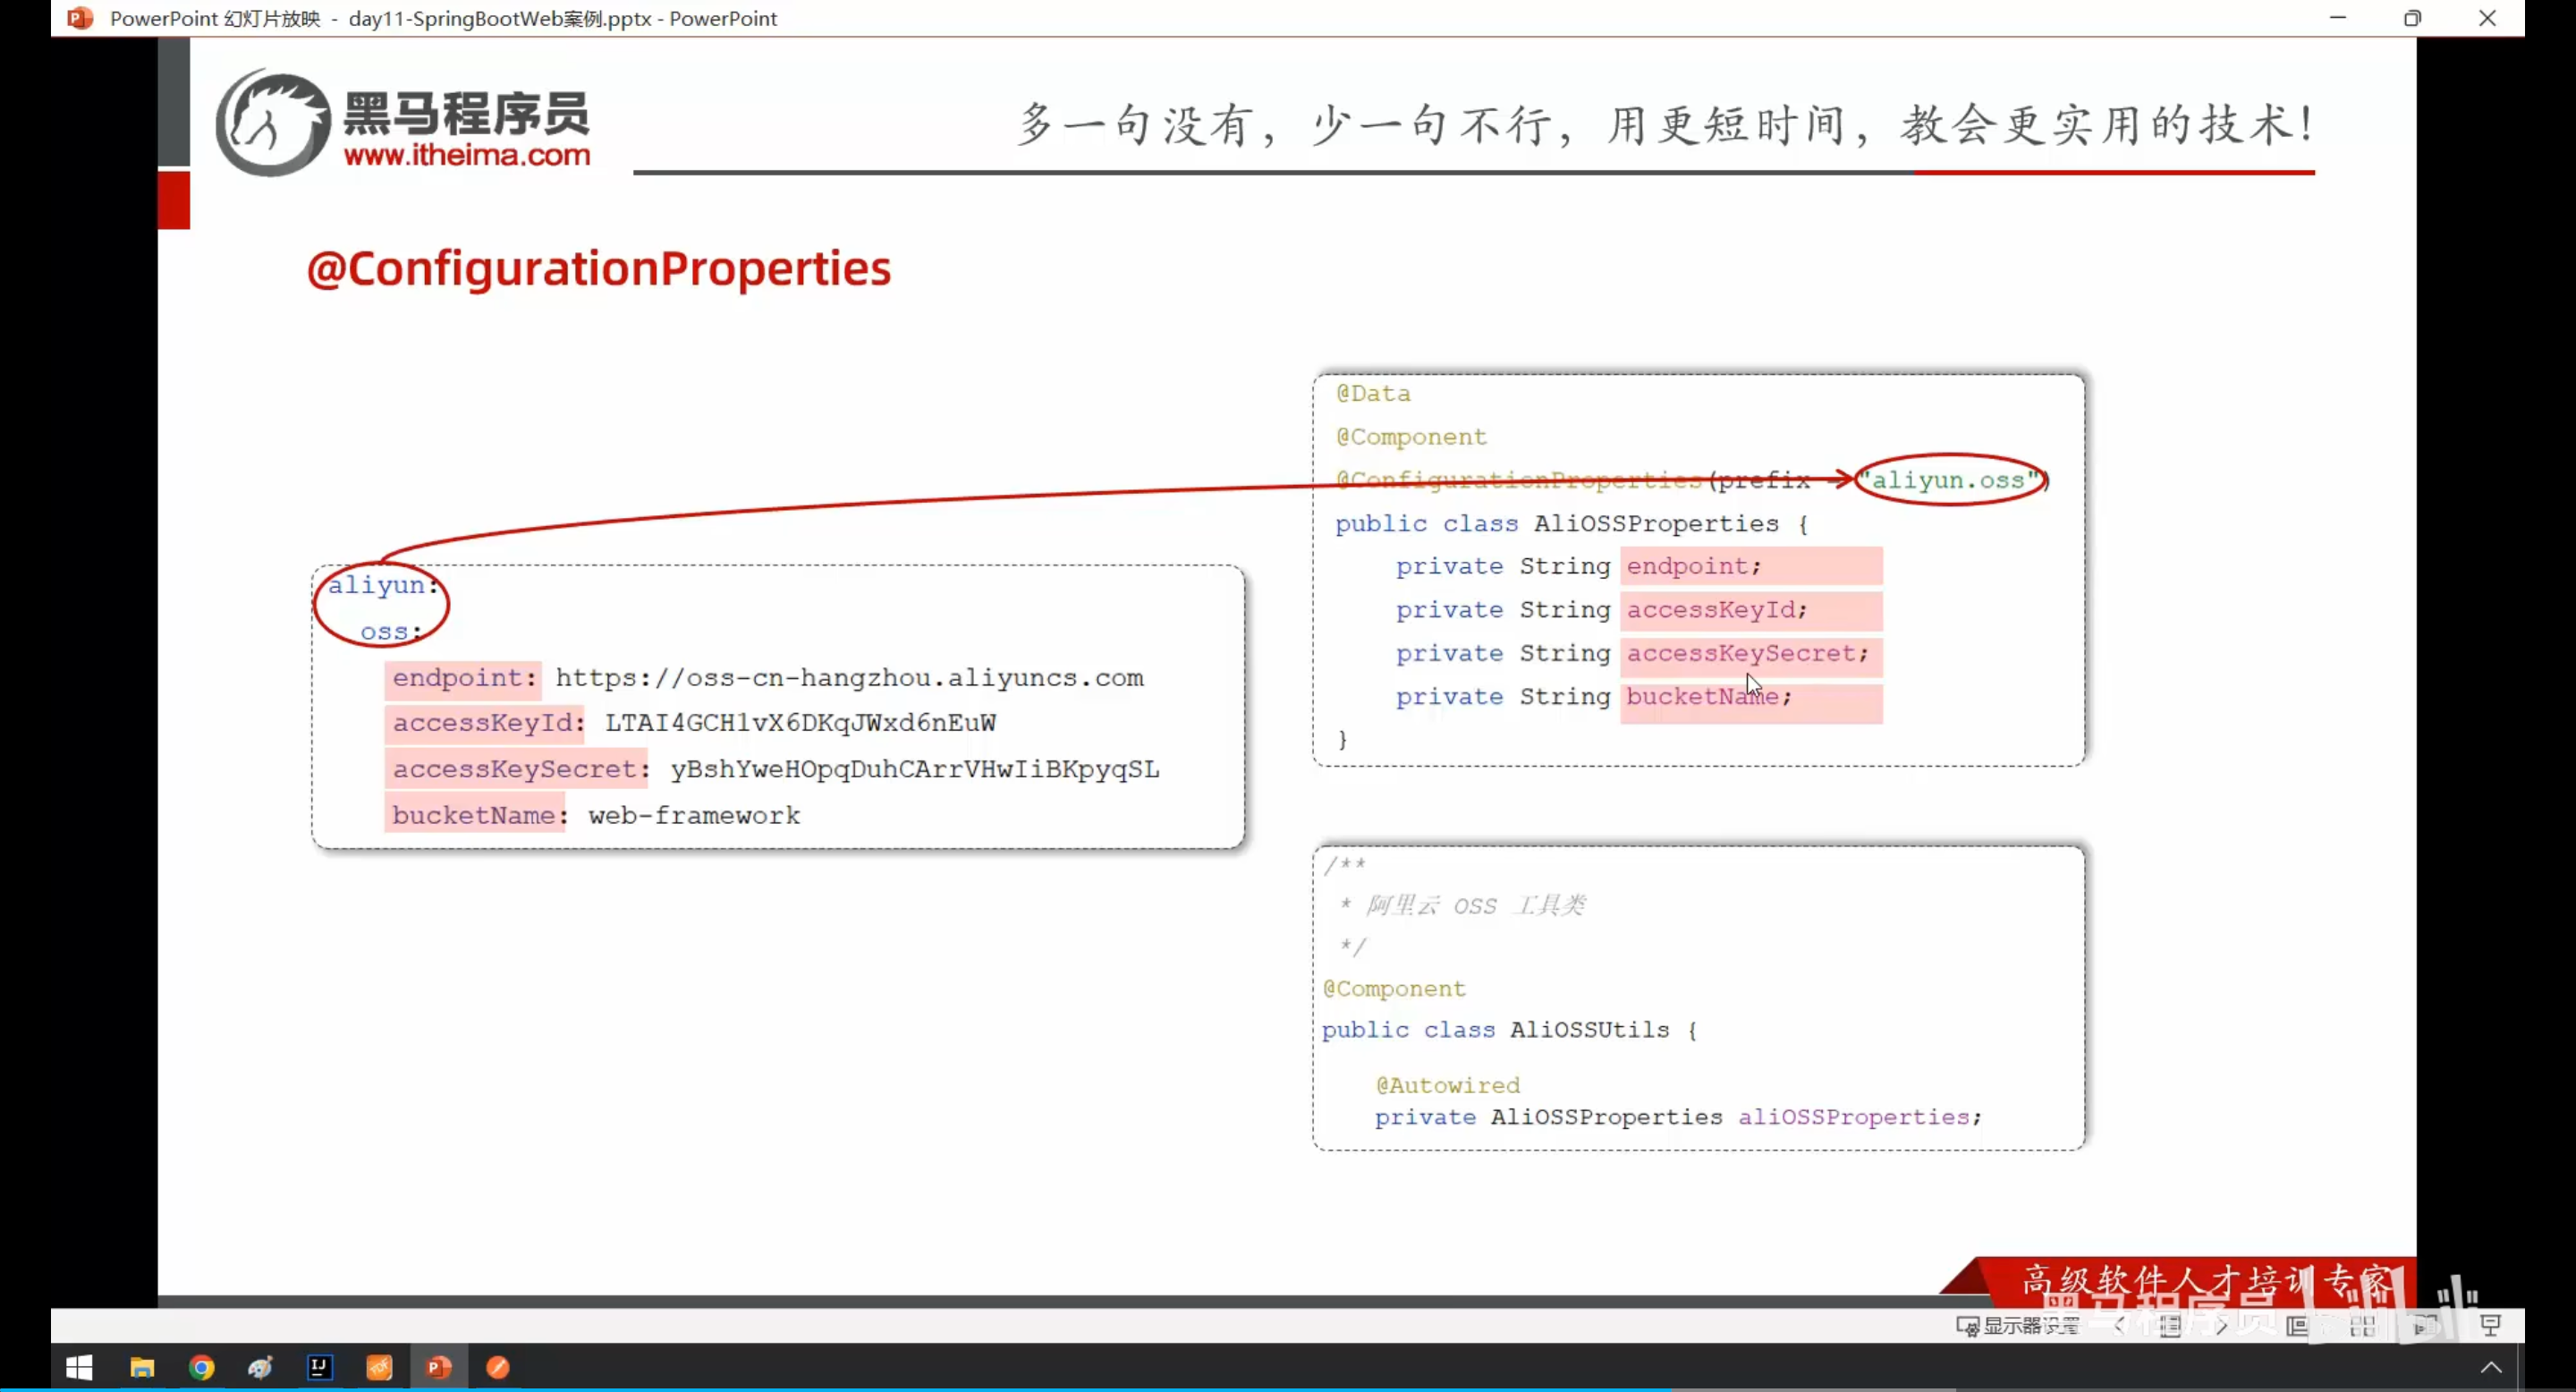 PowerPoint 幻灯片放映 - day11-SpringBootWeb案例.pptx - PowerPoint
黑马程序员
www.itheima.com
多一句没有，少一句不行，用更短时间，教会更实用的技术！
@ConfigurationProperties
aliyun:
oss:
endpoint: https://oss-cn-hangzhou.aliyuncs.com
accessKeyId: LTAI4GCH1vX6DKqJWxd6nEuW
accessKeySecret: yBshYweHOpqDuhCArrVHwIiBKpyqSL
bucketName: web-framework
@Data
@Component
@ConfigurationProperties(prefix = "aliyun.oss")
public class AliOSSProperties {
private String endpoint;
private String accessKeyId;
private String accessKeySecret;
private String bucketName;
}
/**
* 阿里云 OSS 工具类
*/
@Component
public class AliOSSUtils {
@Autowired
private AliOSSProperties aliOSSProperties;
高级软件人才培训专家
黑马程序员
显示器设置